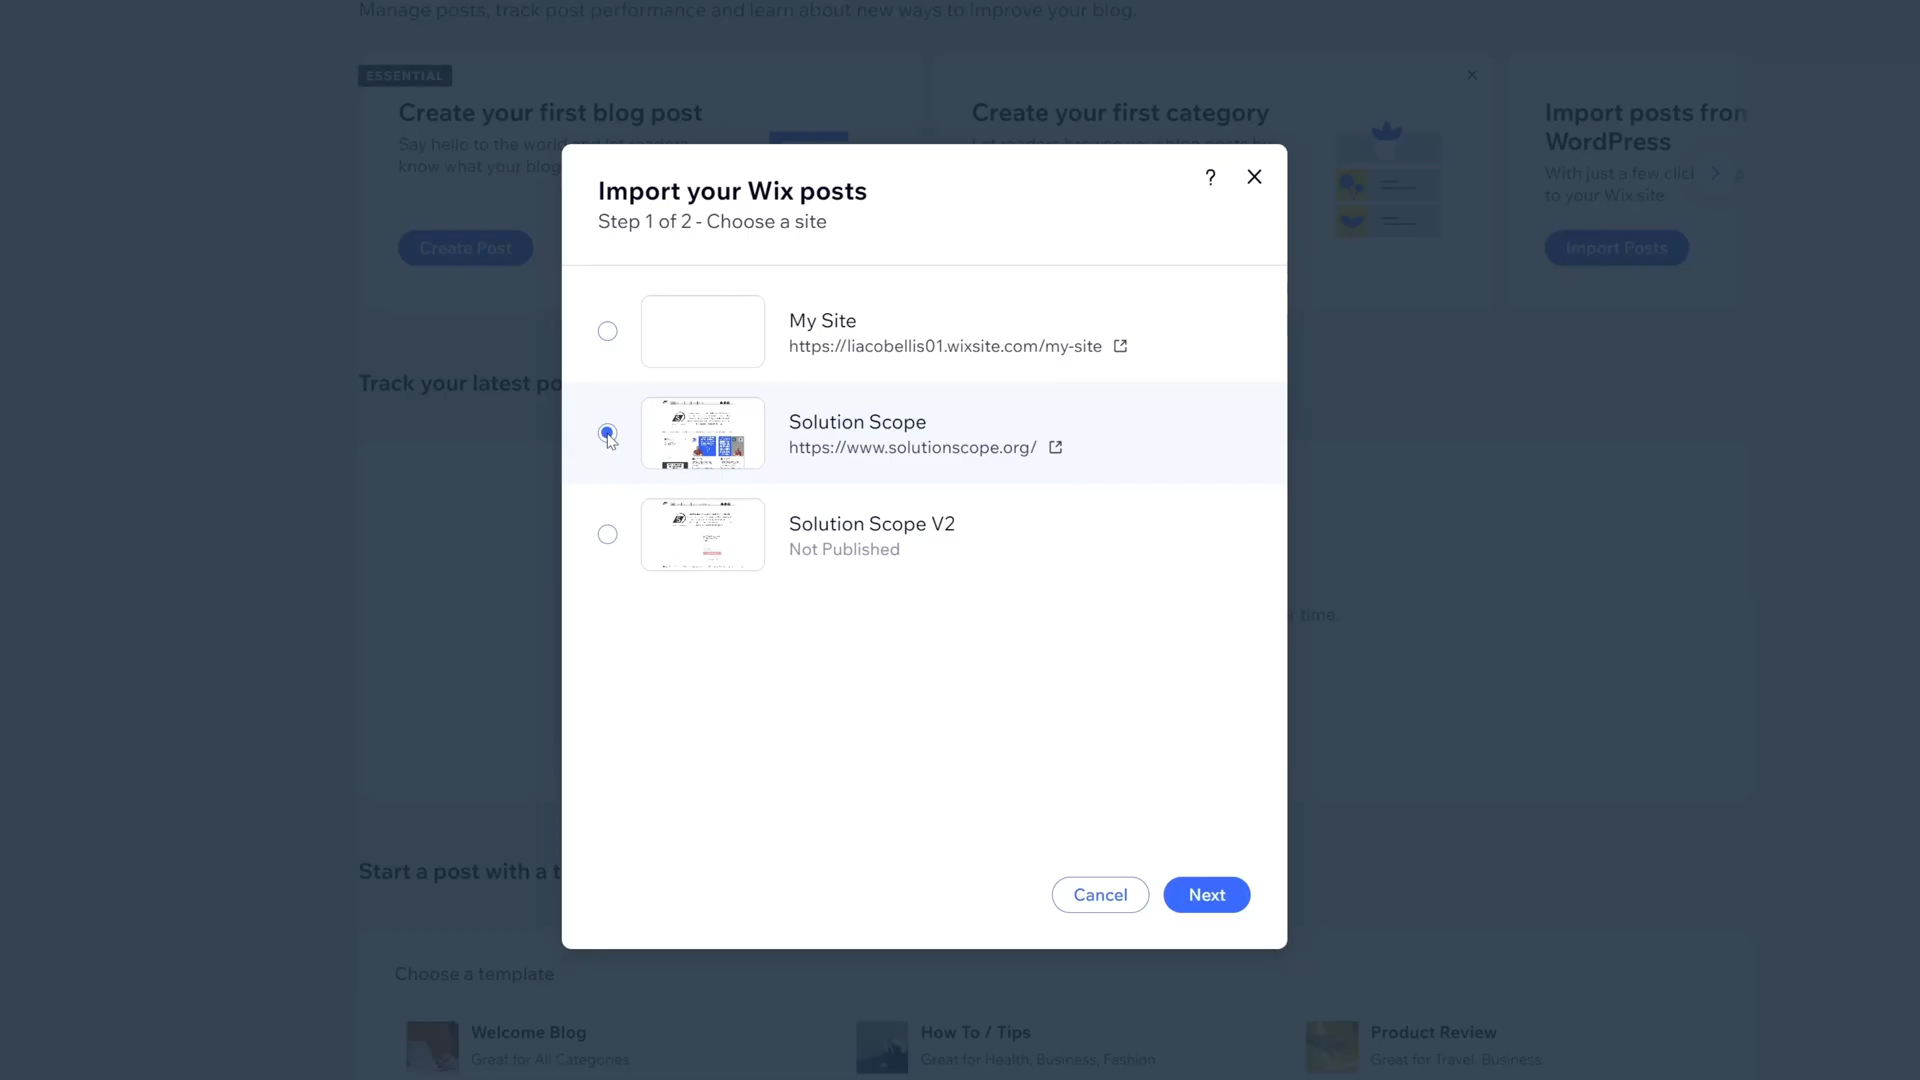 Manage posts, track post performance and learn about new ways to improve your blog.
ESSENTIAL
Create your first blog post
Say hello to the world and let readers
know what your blog
Create Post
Create your first category
Import posts from
WordPress
With just a few clic
to your Wix site
Import Posts
Import your Wix posts
Step 1 of 2 - Choose a site
?
My Site
https://liacobellis01.wixsite.com/my-site
Solution Scope
https://www.solutionscope.org/
Solution Scope V2
Not Published
Cancel
Next
Track your latest po
r time.
Start a post with a t
Choose a template
Welcome Blog
Great for All Categories
How To / Tips
Great for Health, Business, Fashion
Product Review
Great for Travel, Business